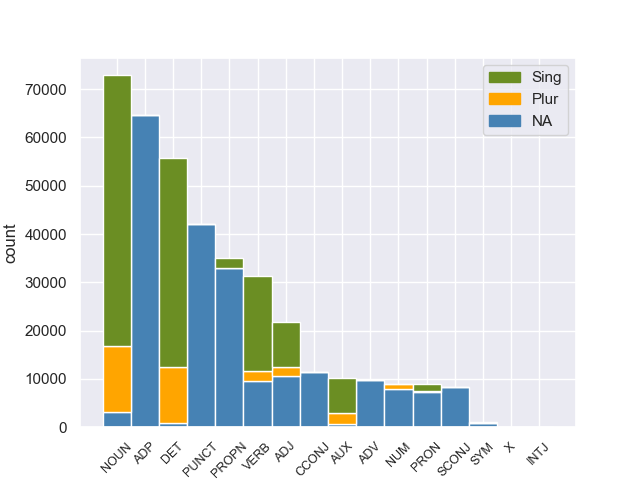 70000
60000
50000
40000
30000
20000
10000
0
count
Sing
Plur
NA
NOUN
ADP
DET
PUNCT
PROPN
VERB
ADJ
CCONJ
AUX
ADV
NUM
PRON
SCONJ
SYM
X
INTJ